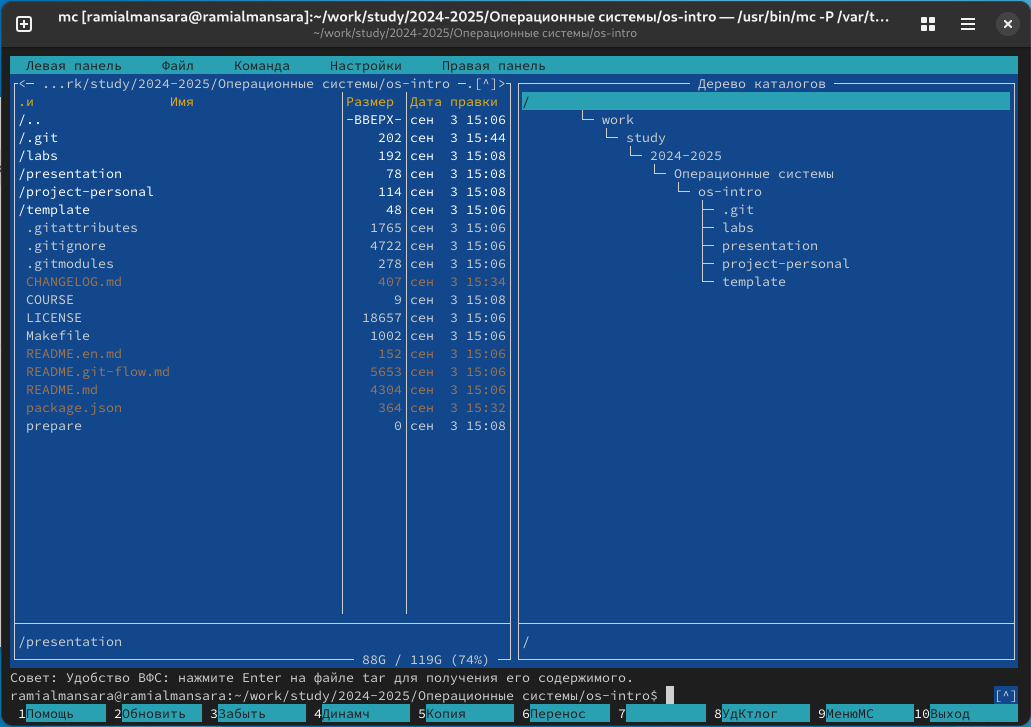 mc [ramialmansara@ramialmansara]:~/work/study/2024-2025/Операционные системы/os-intro — /usr/bin/mc -P /var/t…
~/work/study/2024-2025/Операционные системы/os-intro
Левая панель Файл Команда Настройки Правая панель
<— ...rk/study/2024-2025/Операционные системы/os-intro —.[^]>
.и Имя Размер Дата правки
/.. -ВВЕРХ- сен 3 15:06
/.git 202 сен 3 15:44
/labs 192 сен 3 15:08
/presentation 78 сен 3 15:08
/project-personal 114 сен 3 15:08
/template 48 сен 3 15:06
.gitattributes 1765 сен 3 15:06
.gitignore 4722 сен 3 15:06
.gitmodules 278 сен 3 15:06
CHANGELOG.md 407 сен 3 15:34
COURSE 9 сен 3 15:08
LICENSE 18657 сен 3 15:06
Makefile 1002 сен 3 15:06
README.en.md 152 сен 3 15:06
README.git-flow.md 5653 сен 3 15:06
README.md 4304 сен 3 15:06
package.json 364 сен 3 15:32
prepare 0 сен 3 15:08
/presentation
88G / 119G (74%)
Дерево каталогов
/
work
study
2024-2025
Операционные системы
os-intro
.git
labs
presentation
project-personal
template
/
Совет: Удобство ВФС: нажмите Enter на файле tar для получения его содержимого.
ramialmansara@ramialmansara:~/work/study/2024-2025/Операционные системы/os-intro$ [^]
1Помощь 2Обновить 3Забыть 4Динамч 5Копия 6Перенос 7 8УдКтлог 9МенюMC 10Выход